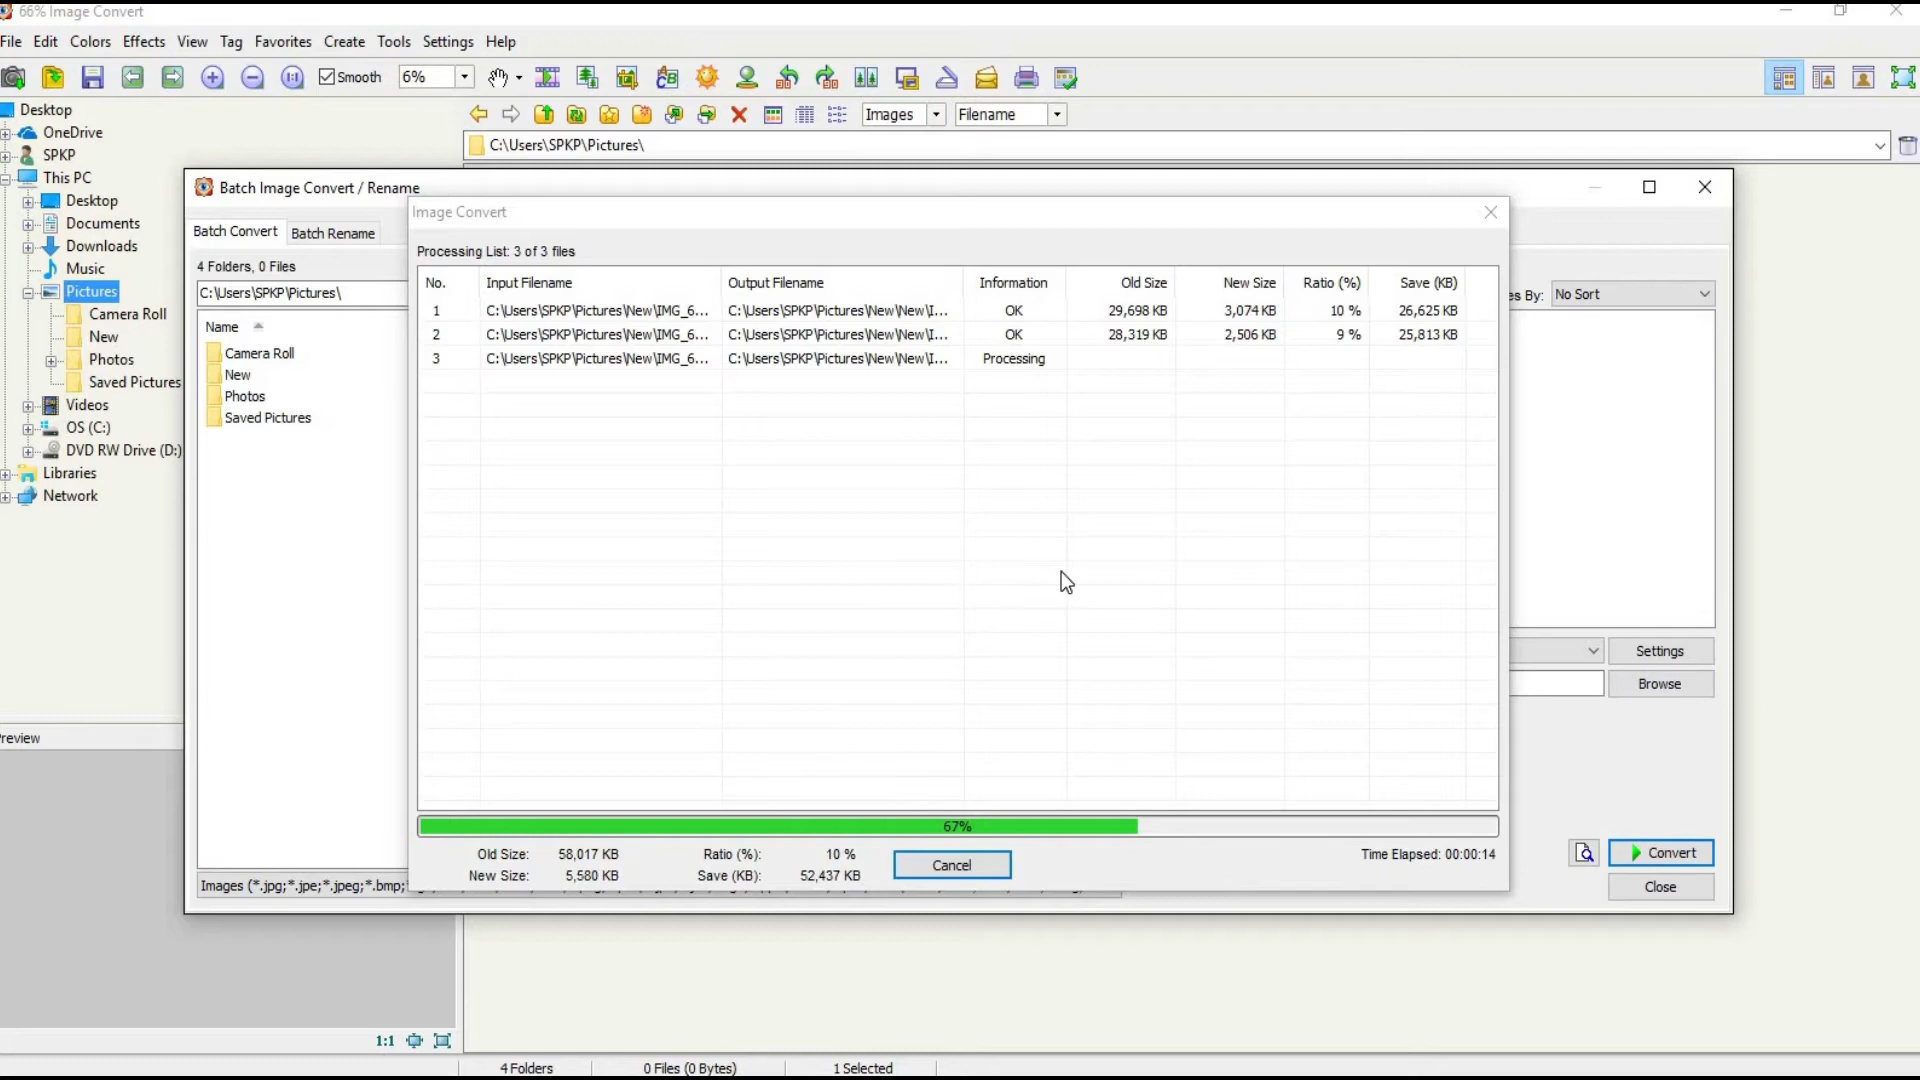 66% Image Convert
File Edit Colors Effects View Tag Favorites Create Tools Settings Help
Smooth 6%
Images Filename
C:\Users\SPKP\Pictures\
Desktop
OneDrive
SPKP
This PC
Desktop
Documents
Downloads
Music
Pictures
Camera Roll
New
Photos
Saved Pictures
Videos
OS (C:)
DVD RW Drive (D:)
Libraries
Network
Batch Image Convert / Rename
Batch Convert Batch Rename
4 Folders, 0 Files
C:\Users\SPKP\Pictures\
Name
Camera Roll
New
Photos
Saved Pictures
Image Convert
Processing List: 3 of 3 files
No. Input Filename Output Filename Information Old Size New Size Ratio (%) Save (KB)
1 C:\Users\SPKP\Pictures\New\IMG_6... C:\Users\SPKP\Pictures\New\New\I... OK 29,698 KB 3,074 KB 10 % 26,625 KB
2 C:\Users\SPKP\Pictures\New\IMG_6... C:\Users\SPKP\Pictures\New\New\I... OK 28,319 KB 2,506 KB 9 % 25,813 KB
3 C:\Users\SPKP\Pictures\New\IMG_6... C:\Users\SPKP\Pictures\New\New\I... Processing
67%
Old Size: 58,017 KB Ratio (%): 10 % Cancel Time Elapsed: 00:00:14
New Size: 5,580 KB Save (KB): 52,437 KB
es By: No Sort
Settings
Browse
Convert
Close
Images (*.jpg;*.jpe;*.jpeg;*.bmp;*
review
1:1
4 Folders 0 Files (0 Bytes) 1 Selected